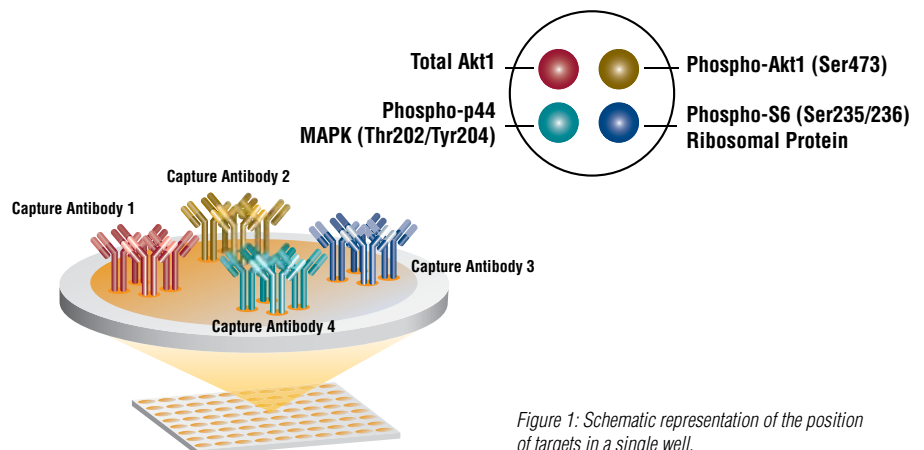 Total Akt1
Phospho-Akt1 (Ser473)
Phospho-p44
MAPK (Thr202/Tyr204)
Phospho-S6 (Ser235/236)
Ribosomal Protein
Capture Antibody 2
Capture Antibody 1
Capture Antibody 3
Capture Antibody 4
Figure 1: Schematic representation of the position
of targets in a single well.